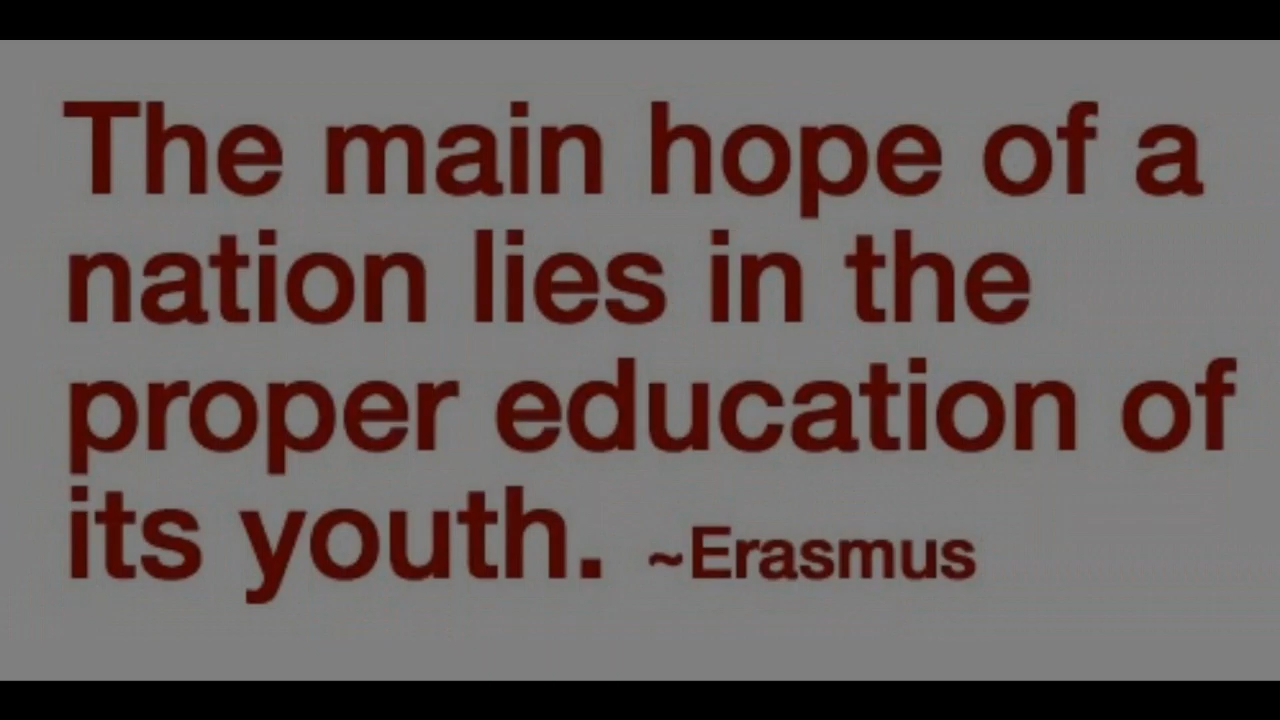 The main hope of a
nation lies in the
proper education of
its youth. ~Erasmus